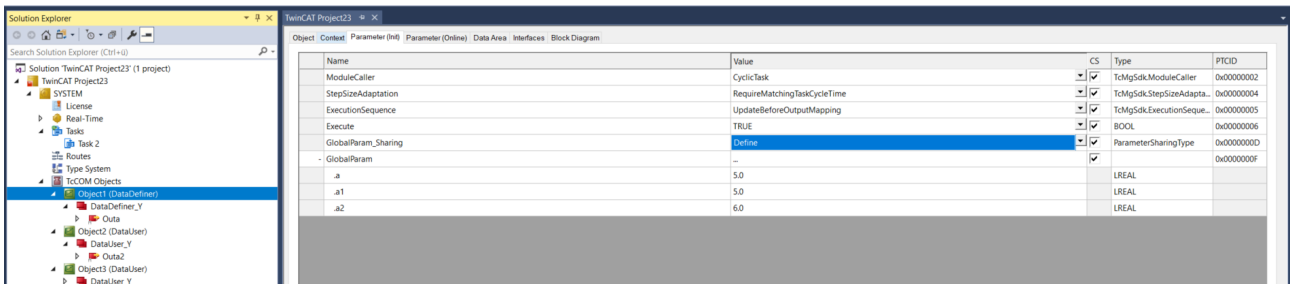 Solution Explorer
TwinCAT Project23
Search Solution Explorer (Ctrl+ü)
Solution 'TwinCAT Project23' (1 project)
TwinCAT Project23
SYSTEM
License
Real-Time
Tasks
Task 2
Routes
Type System
TcCOM Objects
Object1 (DataDefiner)
DataDefiner_Y
Outa
Object2 (DataUser)
DataUser_Y
Outa2
Object3 (DataUser)
DataUser_Y
Object Context Parameter (Init) Parameter (Online) Data Area Interfaces Block Diagram
Name Value CS Type PTCID
ModuleCaller CyclicTask TcMgSdk.ModuleCaller 0x00000002
StepSizeAdaptation RequireMatchingTaskCycleTime TcMgSdk.StepSizeAdapta... 0x00000004
ExecutionSequence UpdateBeforeOutputMapping TcMgSdk.ExecutionSeque... 0x00000005
Execute TRUE BOOL 0x00000006
GlobalParam_Sharing Define ParameterSharingType 0x0000000D
- GlobalParam ... 0x0000000F
.a 5.0 LREAL
.a1 5.0 LREAL
.a2 6.0 LREAL